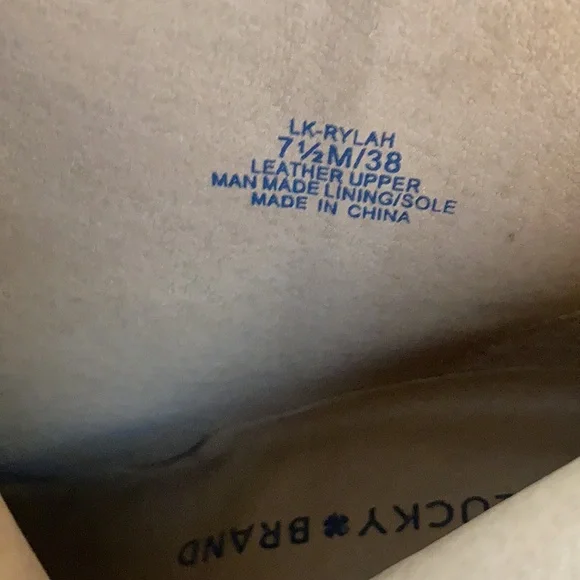 LK-RYLAH
7½M/38
LEATHER UPPER
MAN MADE LINING/SOLE
MADE IN CHINA
LUCKY BRAND